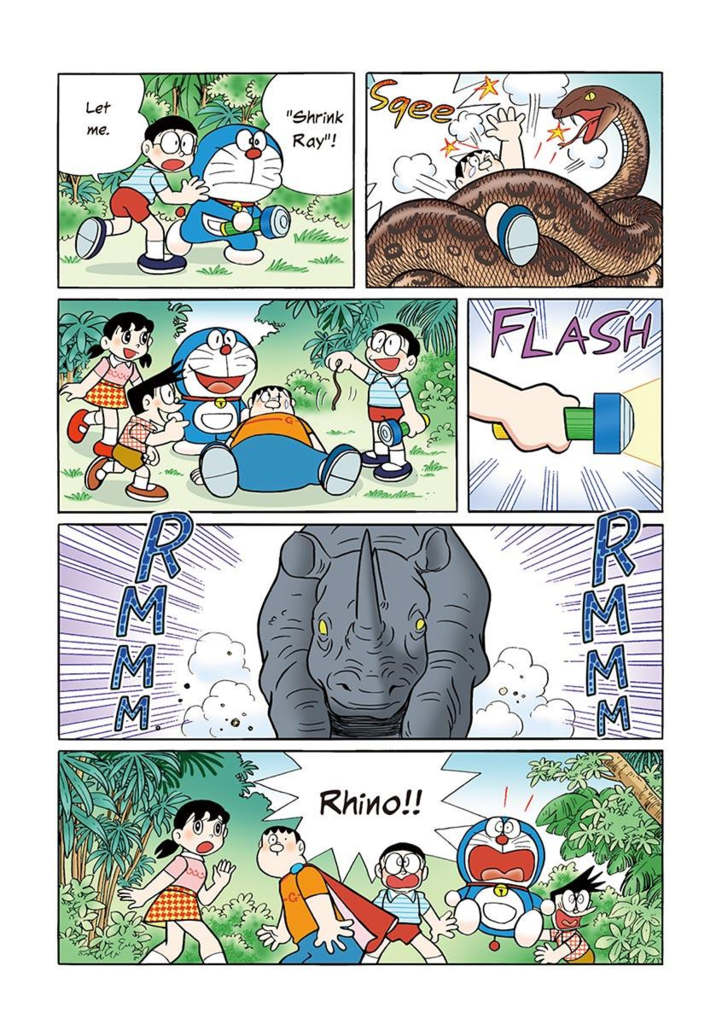 Let
me.
"Shrink
Ray"!
Sqee
FLASH
G
RMMM
RMMM
Rhino!!
G